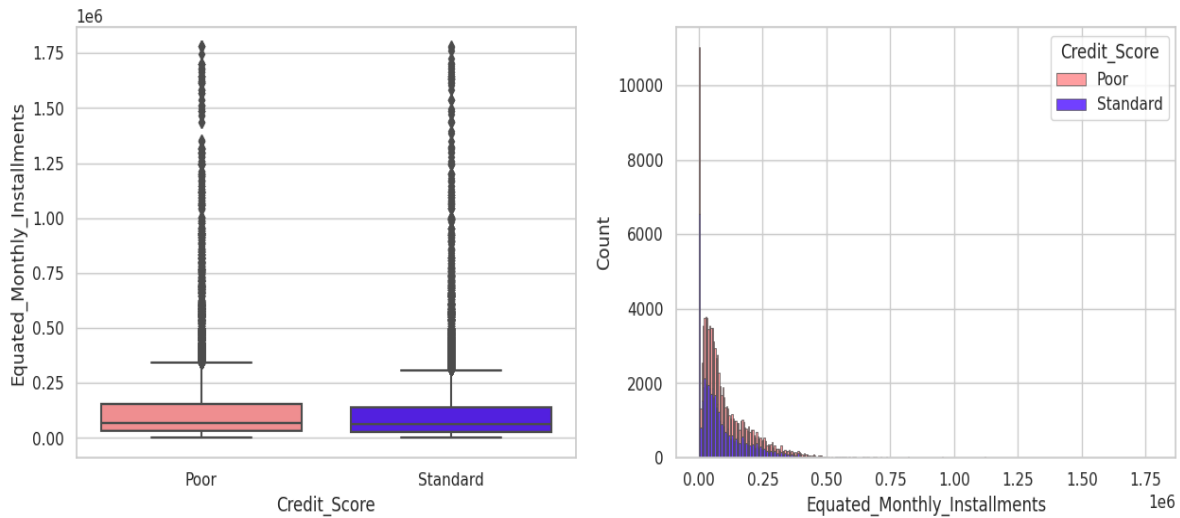 1e6
1.75
1.50
1.25
1.00
0.75
0.50
0.25
0.00
Equated_Monthly_Installments
Poor
Standard
Credit_Score
Credit_Score
Poor
Standard
10000
8000
6000
4000
2000
0
Count
0.00
0.25
0.50
0.75
1.00
1.25
1.50
1.75
1e6
Equated_Monthly_Installments